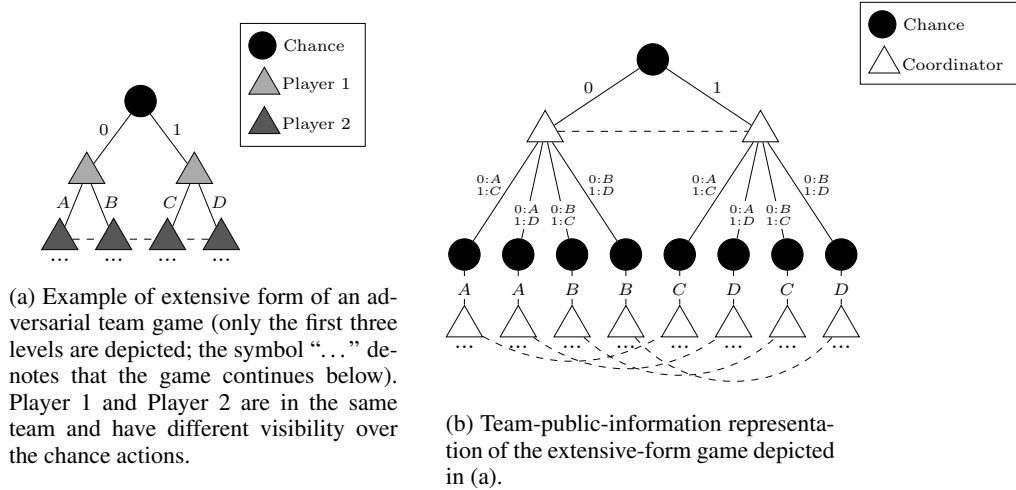 Chance
Player 1
Player 2
0
1
A
B
C
D
... ... ... ...
(a) Example of extensive form of an ad-
versarial team game (only the first three
levels are depicted; the symbol “...” de-
notes that the game continues below).
Player 1 and Player 2 are in the same
team and have different visibility over
the chance actions.
Chance
Coordinator
0
1
0:A
1:C
0:A
1:D
0:B
1:C
0:B
1:D
0:A
1:C
0:A
1:D
0:B
1:C
0:B
1:D
A A B B C D C D
... ... ... ... ... ... ... ...
(b) Team-public-information representa-
tion of the extensive-form game depicted
in (a).